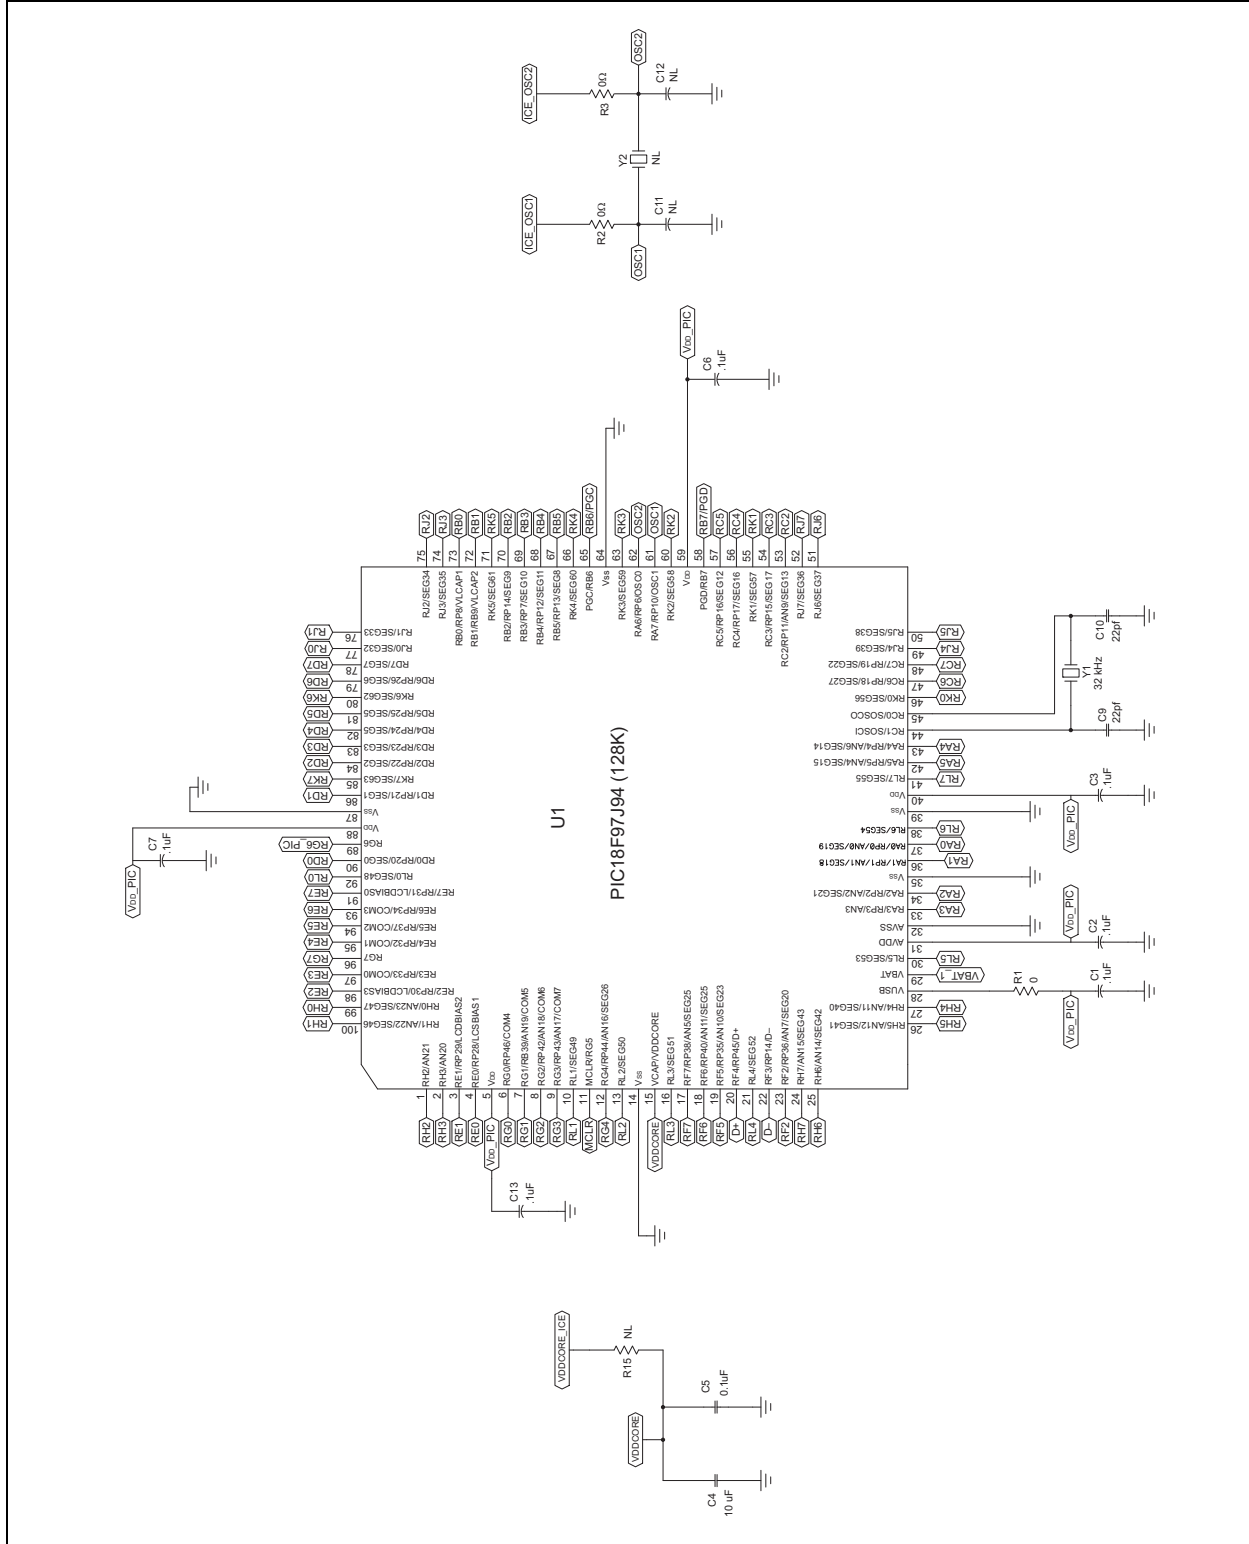 OSC2
ICE_OSC2
0Ω
R3
C12
NL
Y2
NL
ICE_OSC1
0Ω
R2
C11
NL
OSC1
VDD_PIC
C6
.1uF
RJ2
RJ3
RB0
RB1
RK5
RB2
RB3
RB4
RB5
RK4
RB6/PGC
RK3
OSC2
OSC1
RK2
RB7/PGD
RC5
RC4
RK1
RC3
RC2
RJ7
RJ6
75
74
73
72
71
70
69
68
67
66
65
64
63
62
61
60
59
58
57
56
55
54
53
52
51
RJ2/SEG34
RJ3/SEG35
RB0/RP8/VLCAP1
RB1/RB9/VLCAP2
RK5/SEG61
RB2/RP14/SEG9
RB3/RP7/SEG10
RB4/RP12/SEG11
RB5/RP13/SEG8
RK4/SEG60
PGC/RB6
Vss
RK3/SEG59
RA6/RP6/OSC0
RA7/RP10/OSC1
RK2/SEG58
VDD
PGD/RB7
RC5/RP16/SEG12
RC4/RP17/SEG16
RK1/SEG57
RC3/RP15/SEG17
RC2/RP11/AN9/SEG13
RJ7/SEG36
RJ6/SEG37
RJ1 76 RJ1/SEG33
RJ0 77 RJ0/SEG32
RD7 78 RD7/SEG7
RD6 79 RD6/RP26/SEG6
RK6 80 RK6/SEG62
RD5 81 RD5/RP25/SEG5
RD4 82 RD4/RP24/SEG5
RD3 83 RD3/RP23/SEG3
RD2 84 RD2/RP22/SEG2
RK7 85 RK7/SEG63
RD1 86 RD1/RP21/SEG1
87 Vss
88 VDD
RG6_PIC 89 RG6
RD0 90 RD0/RP20/SEG0
RL0 92 RL0/SEG48
RE7 91 RE7/RP31/LCDBIAS0
RE6 93 RE6/RP34/COM3
RE5 94 RE5/RP37/COM2
RE4 95 RE4/RP32/COM1
RG7 96 RG7
RE3 97 RE3/RP33/COM0
RE2 98 RE2/RP30/LCDBIAS3
RH0 99 RH0/AN23/SEG47
RH1 100 RH1/AN22/SEG46
VDD_PIC
C7
.1uF
U1
PIC18F97J94 (128K)
RJ5/SEG38 50 RJ5
RJ4/SEG39 49 RJ4
RC7/RP19/SEG22 48 RC7
RC6/RP18/SEG27 47 RC6
RK0/SEG56 46 RK0
RC0/SOSCO 45
RC1/SOSCI 44
RA4/RP4/AN6/SEG14 43 RA4
RA5/RP5/AN4/SEG15 42 RA5
RL7/SEG55 41 RL7
VDD 40
Vss 39
RL6/SEG54 38 RL6
RA0/RP0/AN0/SEG19 37 RA0
RA1/RP1/AN1/SEG18 36 RA1
Vss 35
RA2/RP2/AN2/SEG21 34 RA2
RA3/RP3/AN3 33 RA3
AVSS 32
AVDD 31
RL5/SEG53 30 RL5
VBAT 29 VBAT_1
VUSB 28
RH4/AN11/SEG40 27 RH4
RH5/AN12/SEG41 26 RH5
C10
22pf
Y1
32 kHz
C9
22pf
C3
.1uF
VDD_PIC
VDD_PIC
C2
.1uF
R1
0
VDD_PIC
C1
.1uF
RH2/AN21
RH3/AN20
RE1/RP29/LCDBIAS2
RE0/RP28/LCSBIAS1
VDD
RG0/RP46/COM4
RG1/RB39/AN19/COM5
RG2/RP42/AN18/COM6
RG3/RP43/AN17/COM7
RL1/SEG49
MCLR/RG5
RG4/RP44/AN16/SEG26
RL2/SEG50
Vss
VCAP/VDDCORE
RL3/SEG51
RF7/RP38/AN5/SEG25
RF6/RP40/AN11/SEG25
RF5/RP35/AN10/SEG23
RF4/RP45/D+
RL4/SEG52
RF3/RP14/D–
RF2/RP36/AN7/SEG20
RH7/AN15/SEG43
RH6/AN14/SEG42
1
2
3
4
5
6
7
8
9
10
11
12
13
14
15
16
17
18
19
20
21
22
23
24
25
RH2
RH3
RE1
RE0
VDD_PIC
RG0
RG1
RG2
RG3
RL1
MCLR
RG4
RL2
VDDCORE
RL3
RF7
RF6
RF5
D+
RL4
D–
RF2
RH7
RH6
C13
.1uF
VDDCORE_ICE
R15
NL
VDDCORE
C5
0.1uF
C4
10 uF